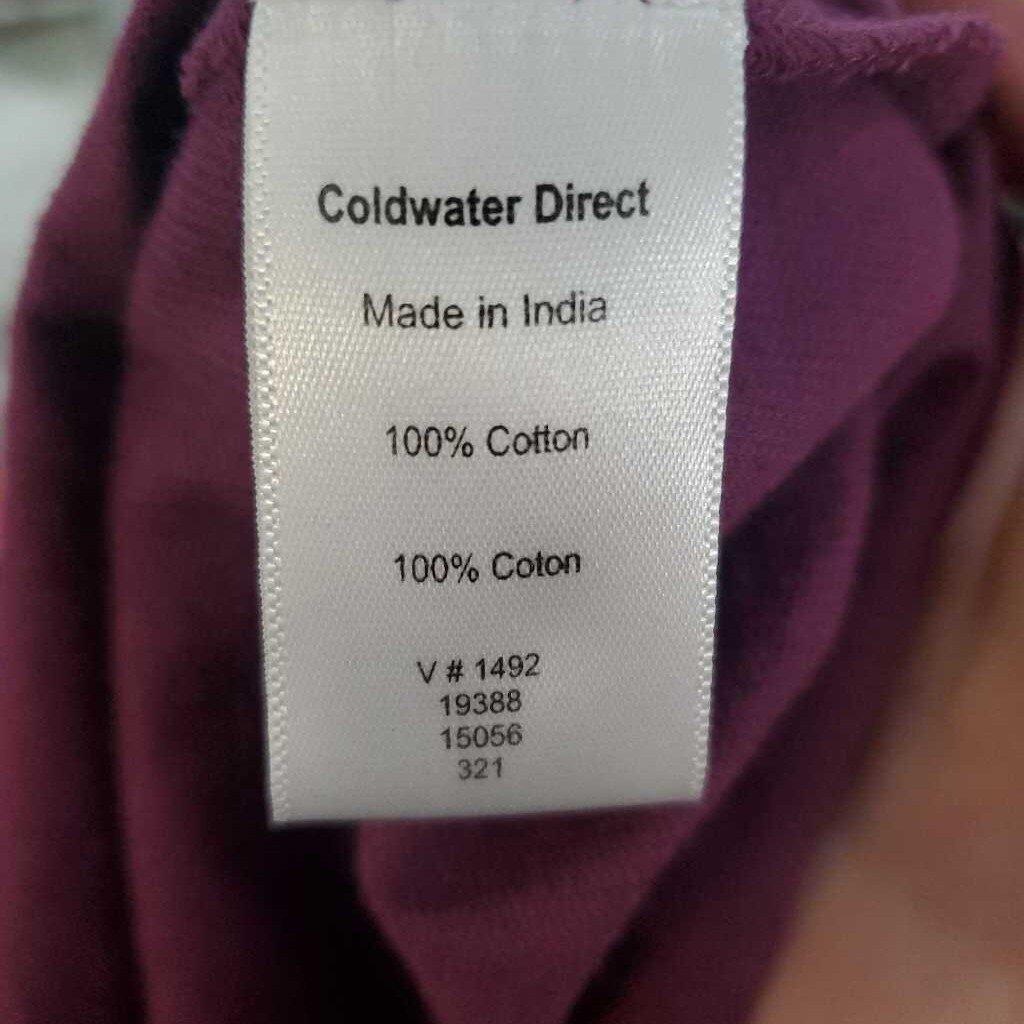 Coldwater Direct
Made in India
100% Cotton
100% Coton
V # 1492
19388
15056
321